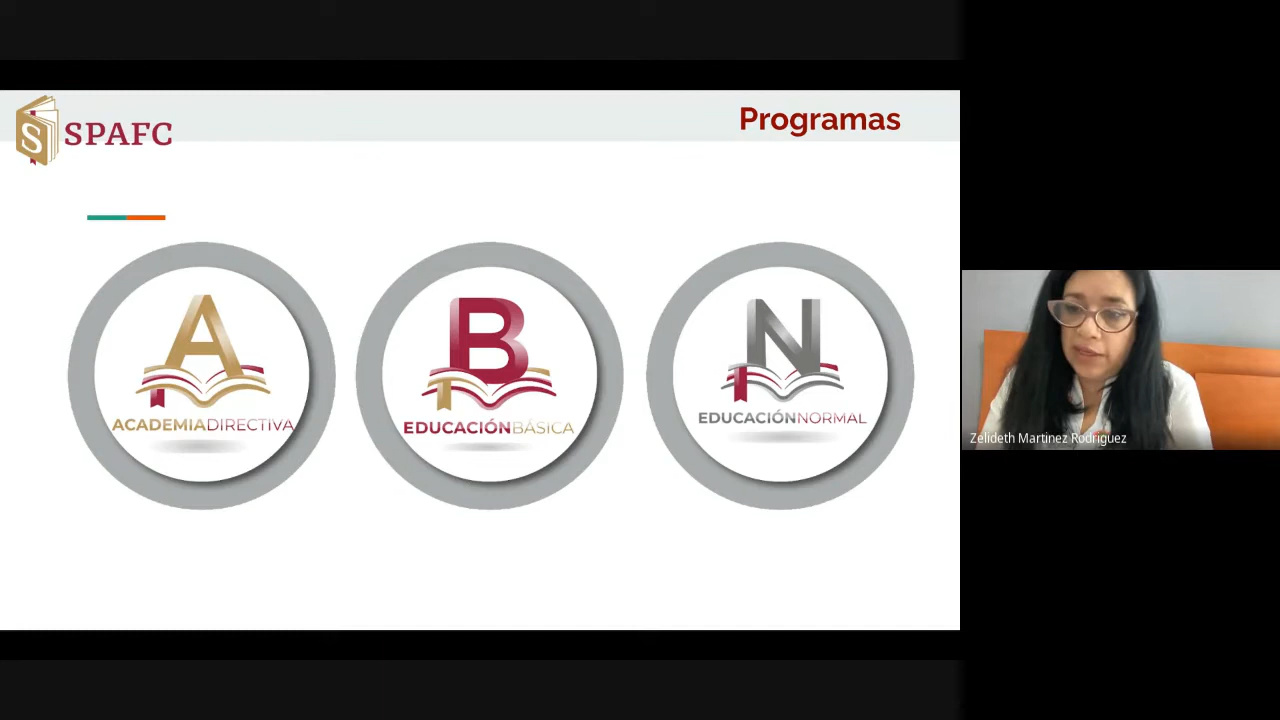 S SPAFC
Programas
A
ACADEMIADIRECTIVA
B
EDUCACIÓNBÁSICA
N
EDUCACIÓNNORMAL
Zelideth Martinez Rodriguez